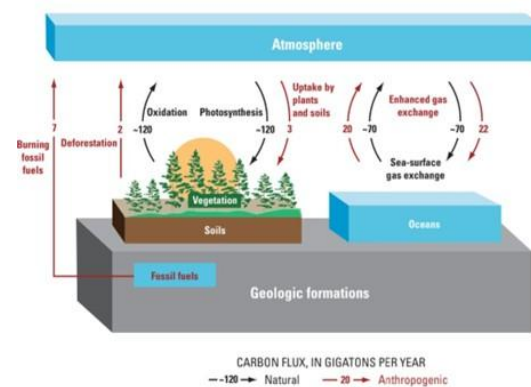 Atmosphere
7
Burning
fossil
fuels
Deforestation
2
Oxidation
~120
Photosynthesis
~120
Uptake by
plants
and soils
3
20
~70
Enhanced gas
exchange
~70
22
Sea-surface
gas exchange
Vegetation
Soils
Oceans
Fossil fuels
Geologic formations
CARBON FLUX, IN GIGATONS PER YEAR
~120 Natural
20 Anthropogenic